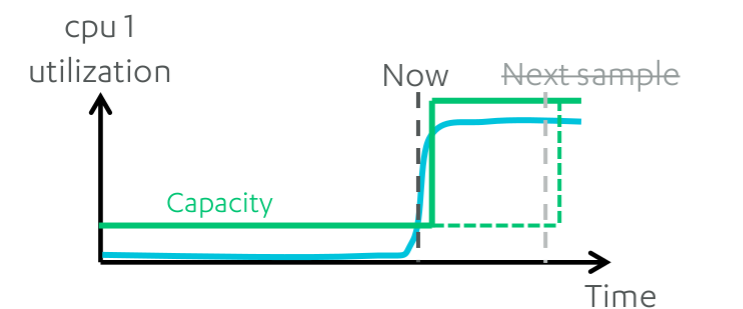 cpu 1
utilization
Now
Next sample
Capacity
Time